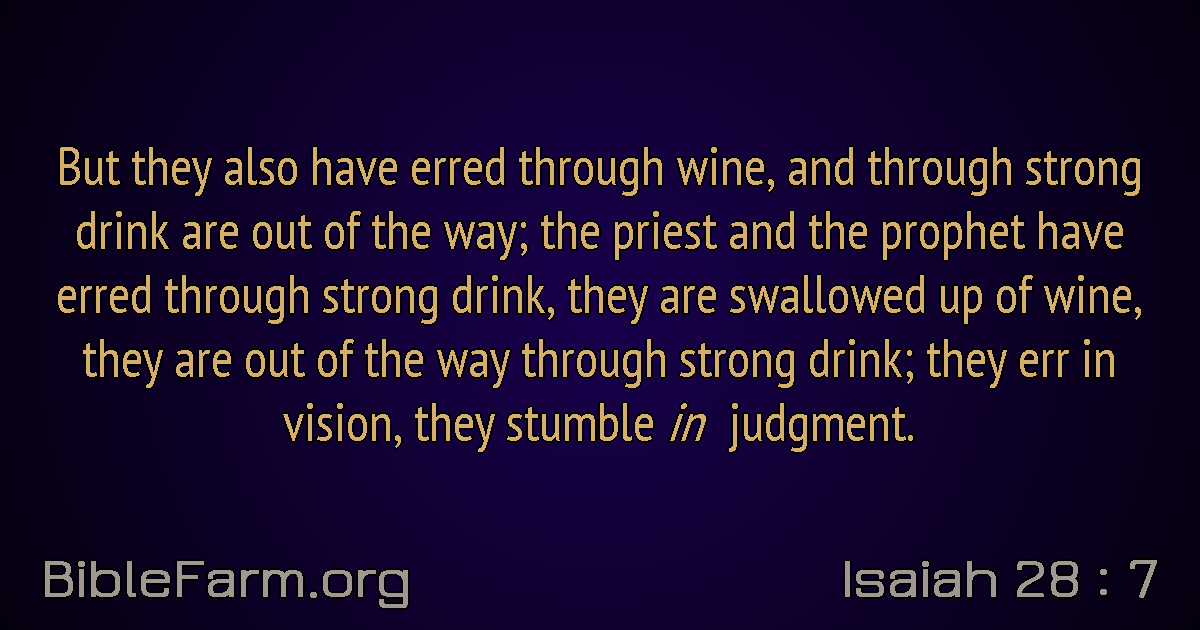 But they also have erred through wine, and through strong
drink are out of the way; the priest and the prophet have
erred through strong drink, they are swallowed up of wine,
they are out of the way through strong drink; they err in
vision, they stumble in judgment.
BibleFarm.org
Isaiah 28 : 7